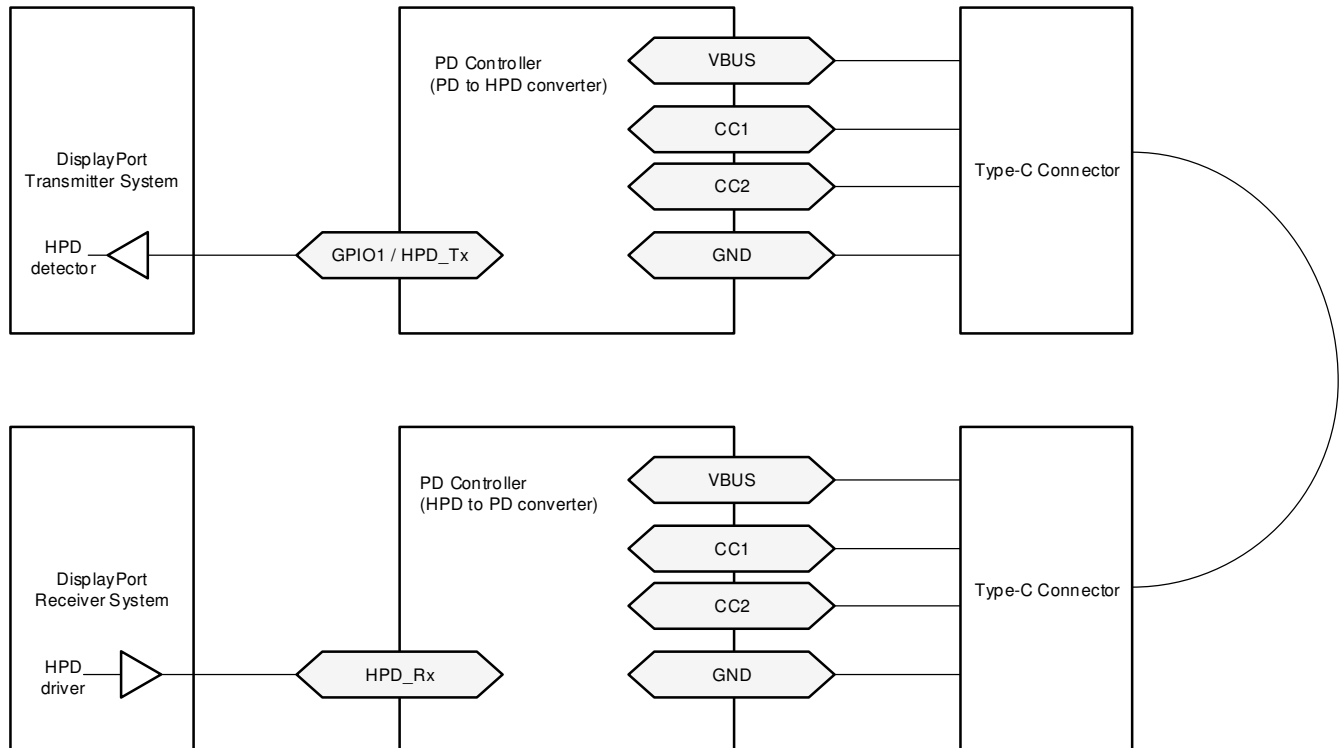 PD Controller
(PD to HPD converter)
VBUS
CC1
CC2
GND
DisplayPort
Transmitter System
HPD
detector
GPIO1 / HPD_Tx
Type-C Connector
PD Controller
(HPD to PD converter)
VBUS
CC1
CC2
GND
DisplayPort
Receiver System
HPD
driver
HPD_Rx
Type-C Connector